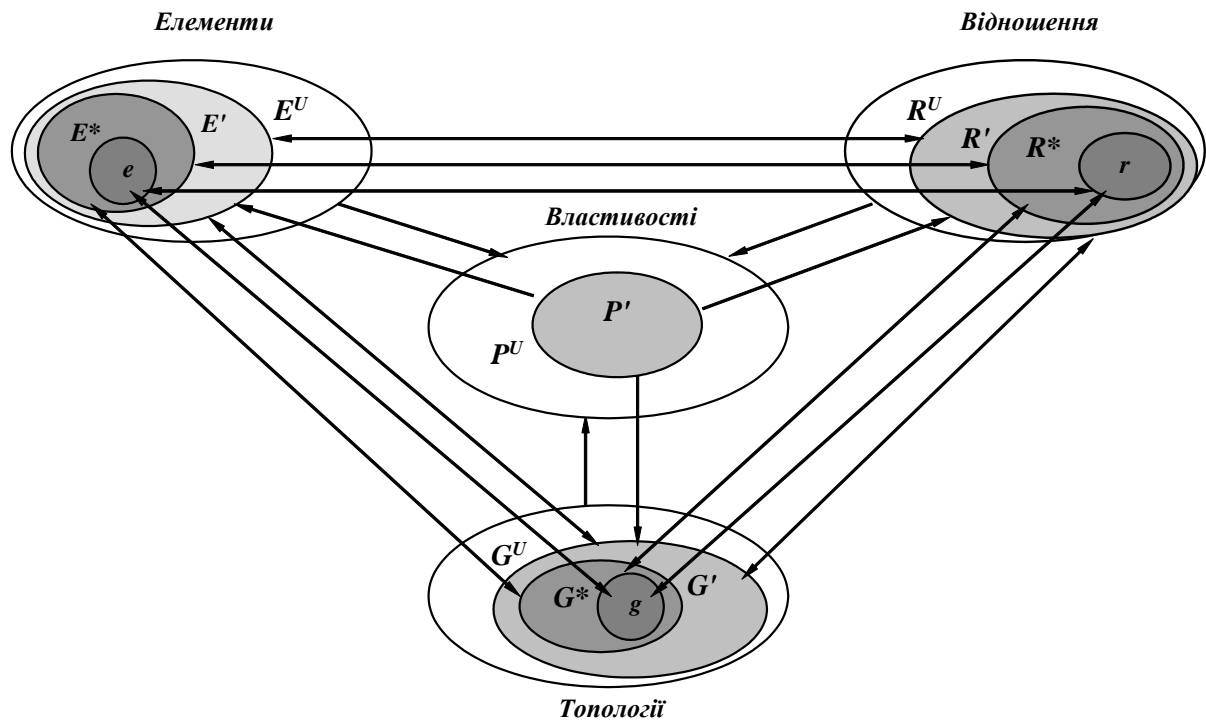 Елементи
Відношення
E* E' E^U
e
R^U R' R* r
Властивості
P'
P^U
G^U
G* g G'
Топології